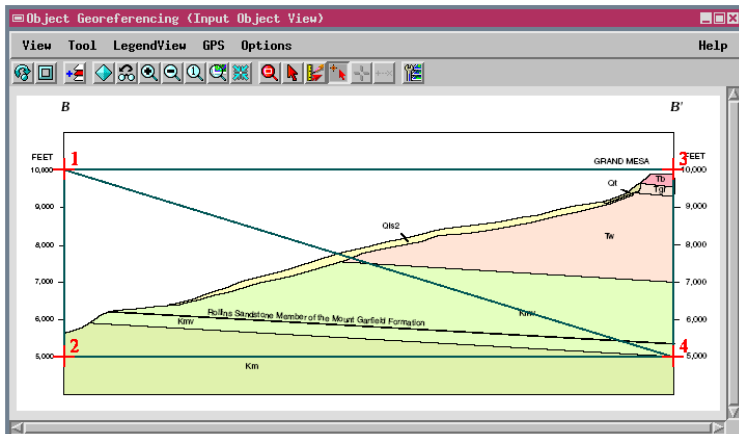 Object Georeferencing (Input Object View)
View Tool LegendView GPS Options Help
B B'
1 3
FEET GRAND MESA FEET
10,000 10,000
Tb
Qt Tgr
9,000 9,000
Qls2
8,000 Tw 8,000
7,000 7,000
6,000 Rollins Sandstone Member of the Mount Garfield Formation Kmv 6,000
Kmv
2 4
5,000 5,000
Km